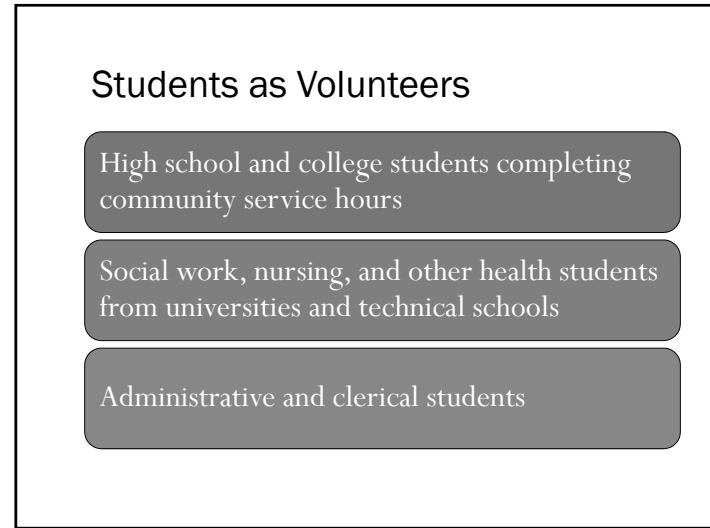 Students as Volunteers
High school and college students completing
community service hours
Social work, nursing, and other health students
from universities and technical schools
Administrative and clerical students